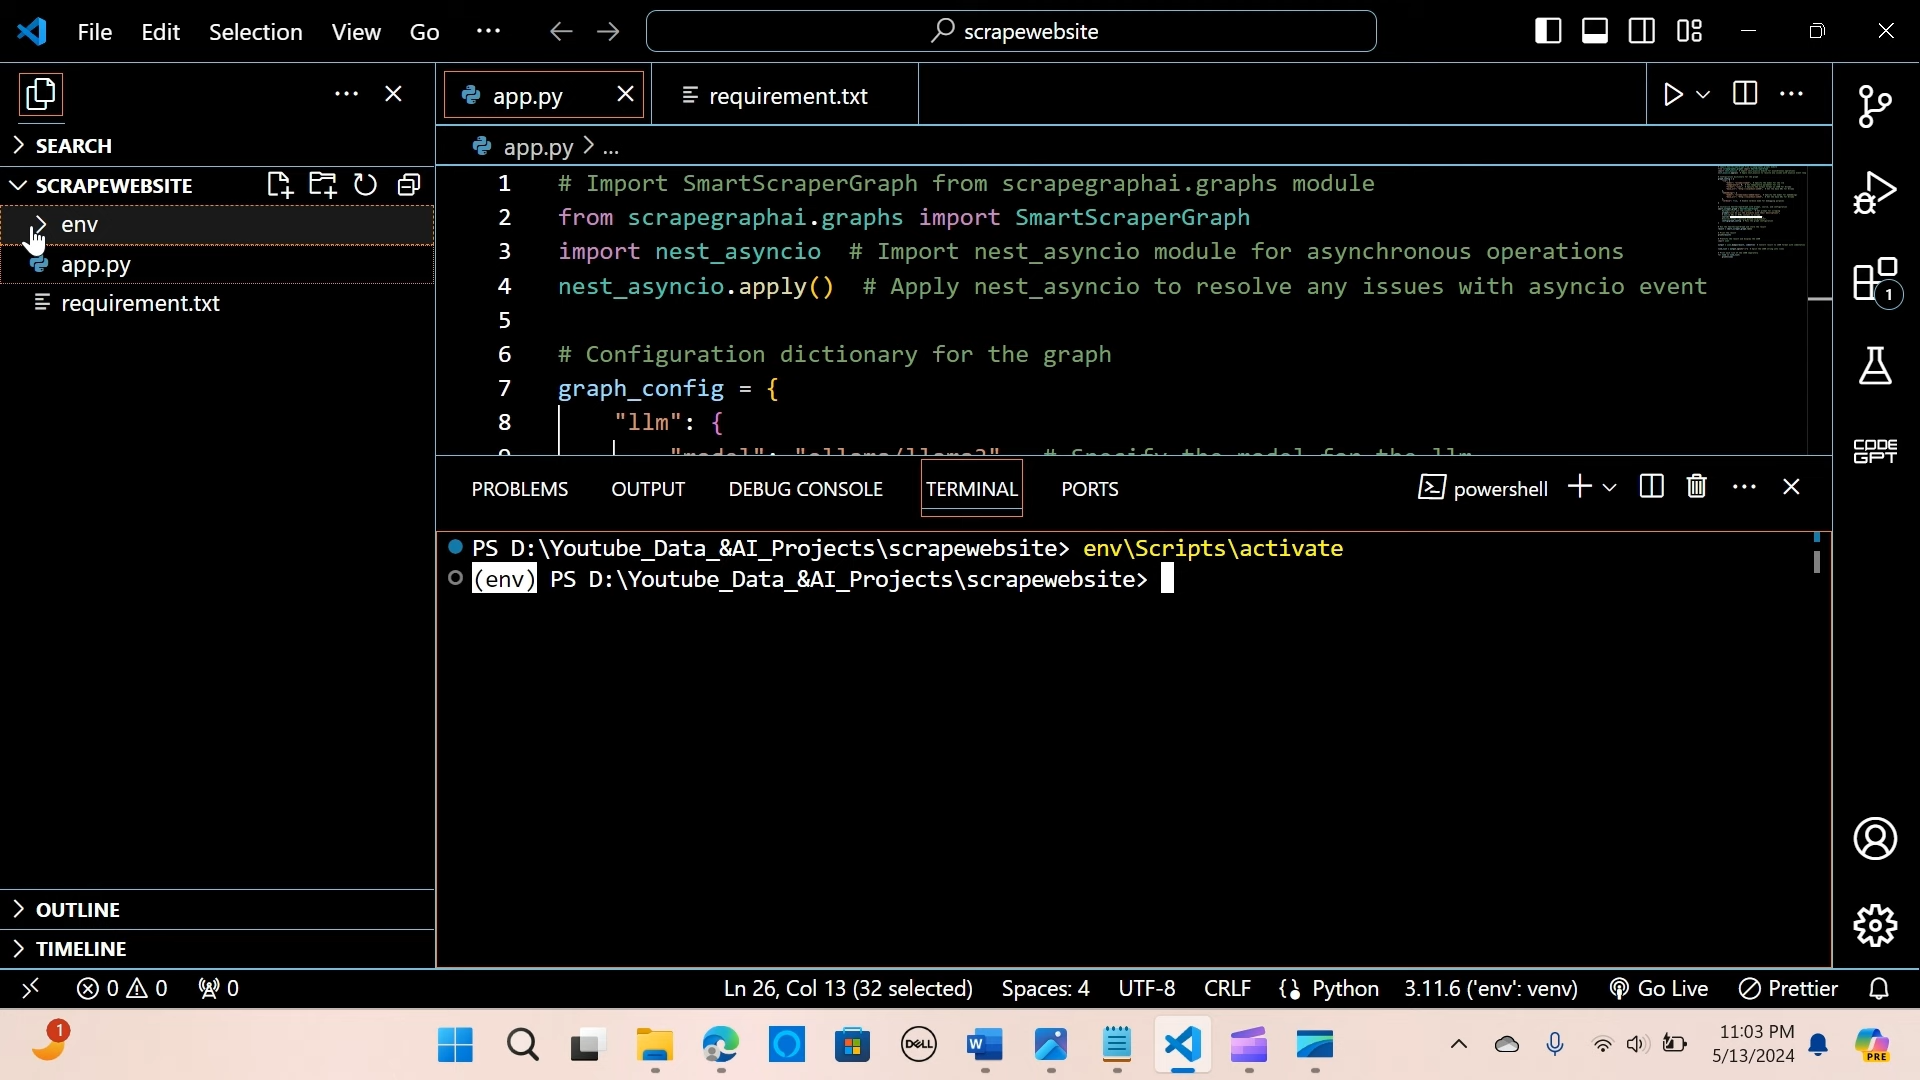 File Edit Selection View Go ... scrapewebsite
SEARCH
SCRAPEWEBSITE
env
app.py
requirement.txt
OUTLINE
TIMELINE
app.py requirement.txt
app.py > ...
1 # Import SmartScraperGraph from scrapegraphai.graphs module
2 from scrapegraphai.graphs import SmartScraperGraph
3 import nest_asyncio # Import nest_asyncio module for asynchronous operations
4 nest_asyncio.apply() # Apply nest_asyncio to resolve any issues with asyncio event
5
6 # Configuration dictionary for the graph
7 graph_config = {
8 "llm": {
PROBLEMS OUTPUT DEBUG CONSOLE TERMINAL PORTS powershell
PS D:\Youtube_Data_&AI_Projects\scrapewebsite> env\Scripts\activate
(env) PS D:\Youtube_Data_&AI_Projects\scrapewebsite>
1
CODE
GPT
0 0 0 Ln 26, Col 13 (32 selected) Spaces: 4 UTF-8 CRLF Python 3.11.6 ('env': venv) Go Live Prettier
1 DELL W 11:03 PM
5/13/2024
PRE